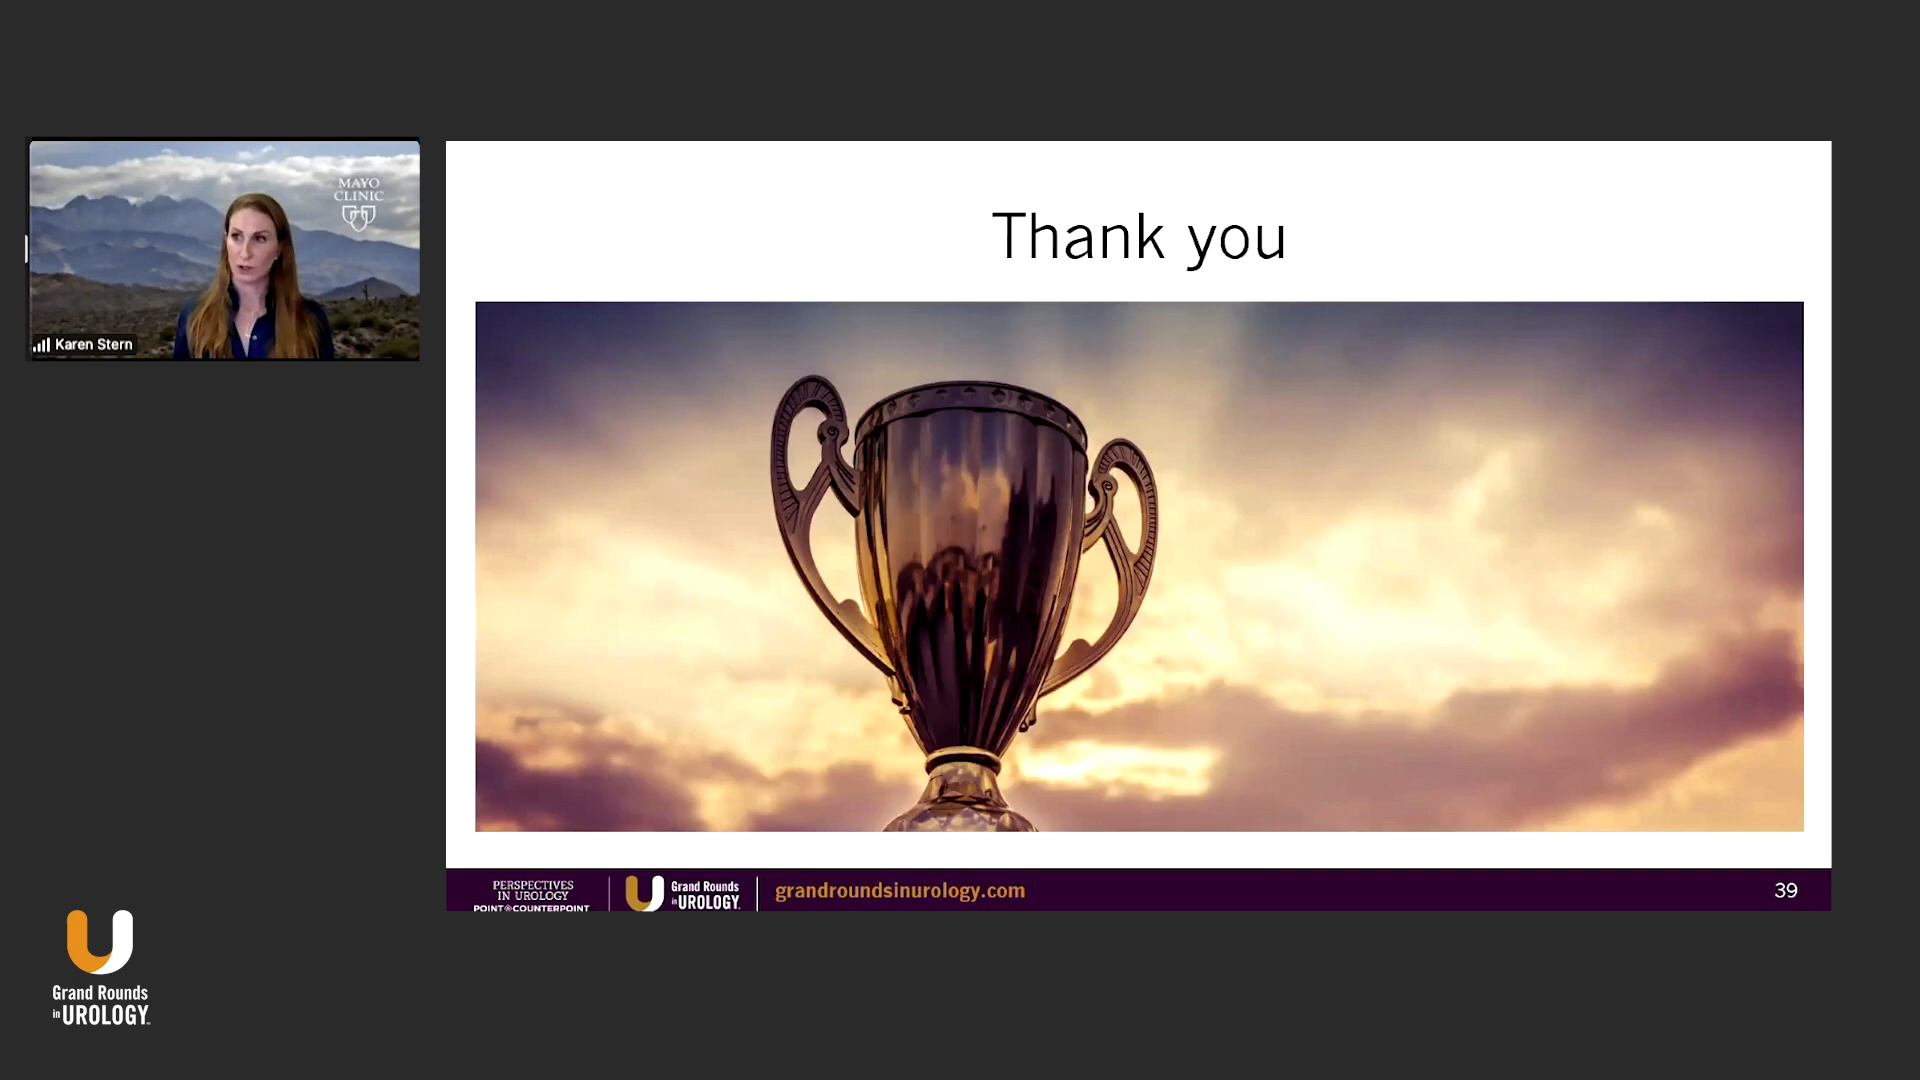 MAYO
CLINIC
Karen Stern
Thank you
PERSPECTIVES
IN UROLOGY
POINT COUNTERPOINT
Grand Rounds
in UROLOGY
grandroundsinurology.com
39
Grand Rounds
in UROLOGY